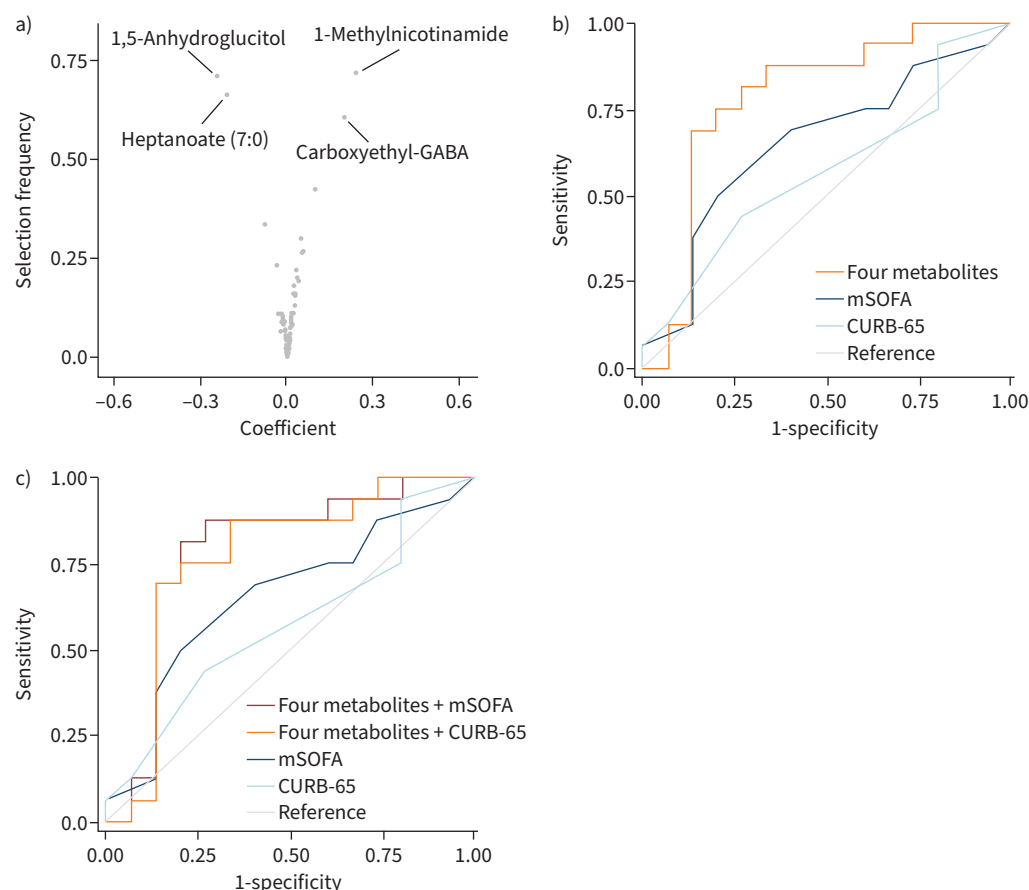 a)
1,5-Anhydroglucitol
1-Methylnicotinamide
Heptanoate (7:0)
Carboxyethyl-GABA
Selection frequency
0.75
0.50
0.25
0.0
−0.6
−0.3
0.0
0.3
0.6
Coefficient
b)
Sensitivity
1.00
0.75
0.50
0.25
0.0
Four metabolites
mSOFA
CURB-65
Reference
0.00
0.25
0.50
0.75
1.00
1-specificity
c)
Sensitivity
1.00
0.75
0.50
0.25
0.0
Four metabolites + mSOFA
Four metabolites + CURB-65
mSOFA
CURB-65
Reference
0.00
0.25
0.50
0.75
1.00
1-specificity